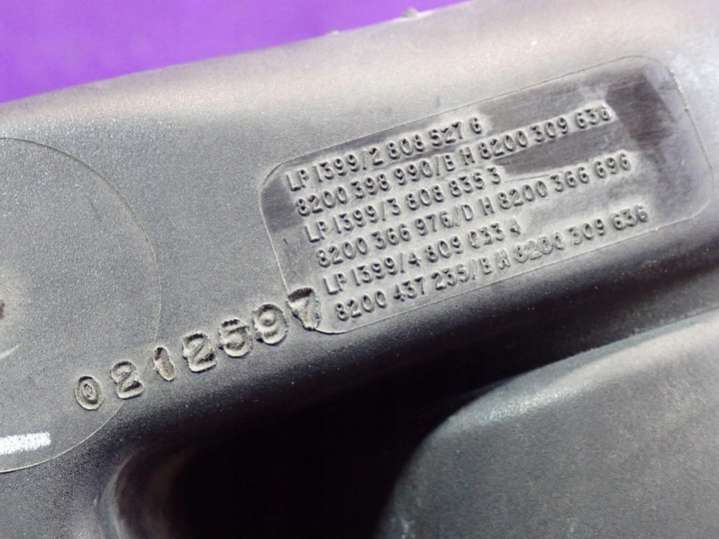 LP 1399/2 808 527 6
8200 398 990/B H 8200 309 636
LP 1399/3 808 835 3
8200 366 976/D H 8200 366 696
LP 1399/4 809 033 4
8200 437 235/B H 8200 309 636
0212597